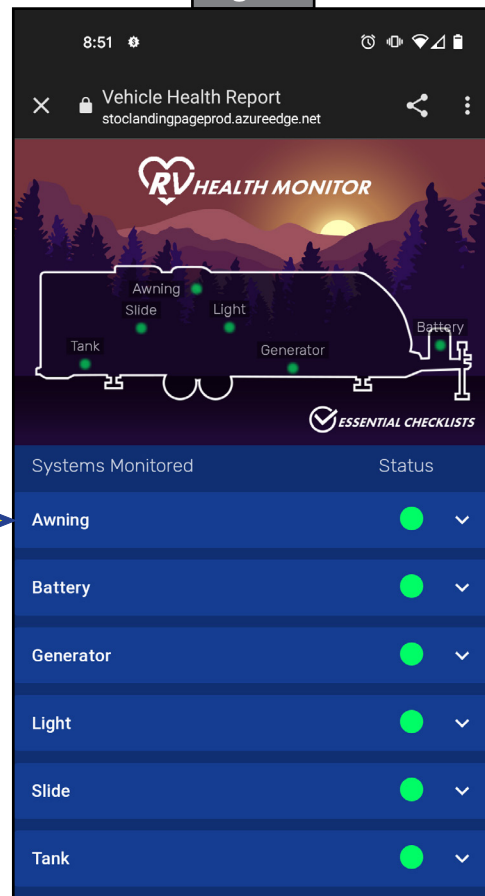 8:51
Vehicle Health Report
stoclandingpageprod.azureedge.net
RV HEALTH MONITOR
Awning
Slide
Light
Battery
Tank
Generator
ESSENTIAL CHECKLISTS
Systems Monitored
Status
Awning
Battery
Generator
Light
Slide
Tank